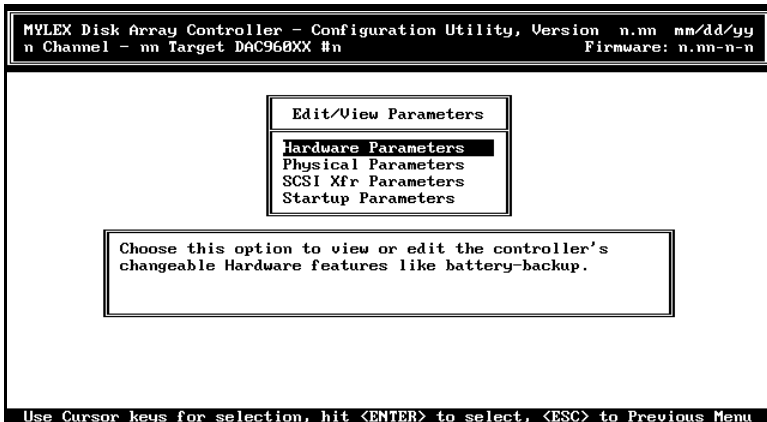 MYLEX Disk Array Controller - Configuration Utility, Version n.nn mm/dd/yy
n Channel - nn Target DAC960XX #n Firmware: n.nn-n-n
Edit/View Parameters
Hardware Parameters
Physical Parameters
SCSI Xfr Parameters
Startup Parameters
Choose this option to view or edit the controller's
changeable Hardware features like battery-backup.
Use Cursor keys for selection, hit <ENTER> to select, <ESC> to Previous Menu